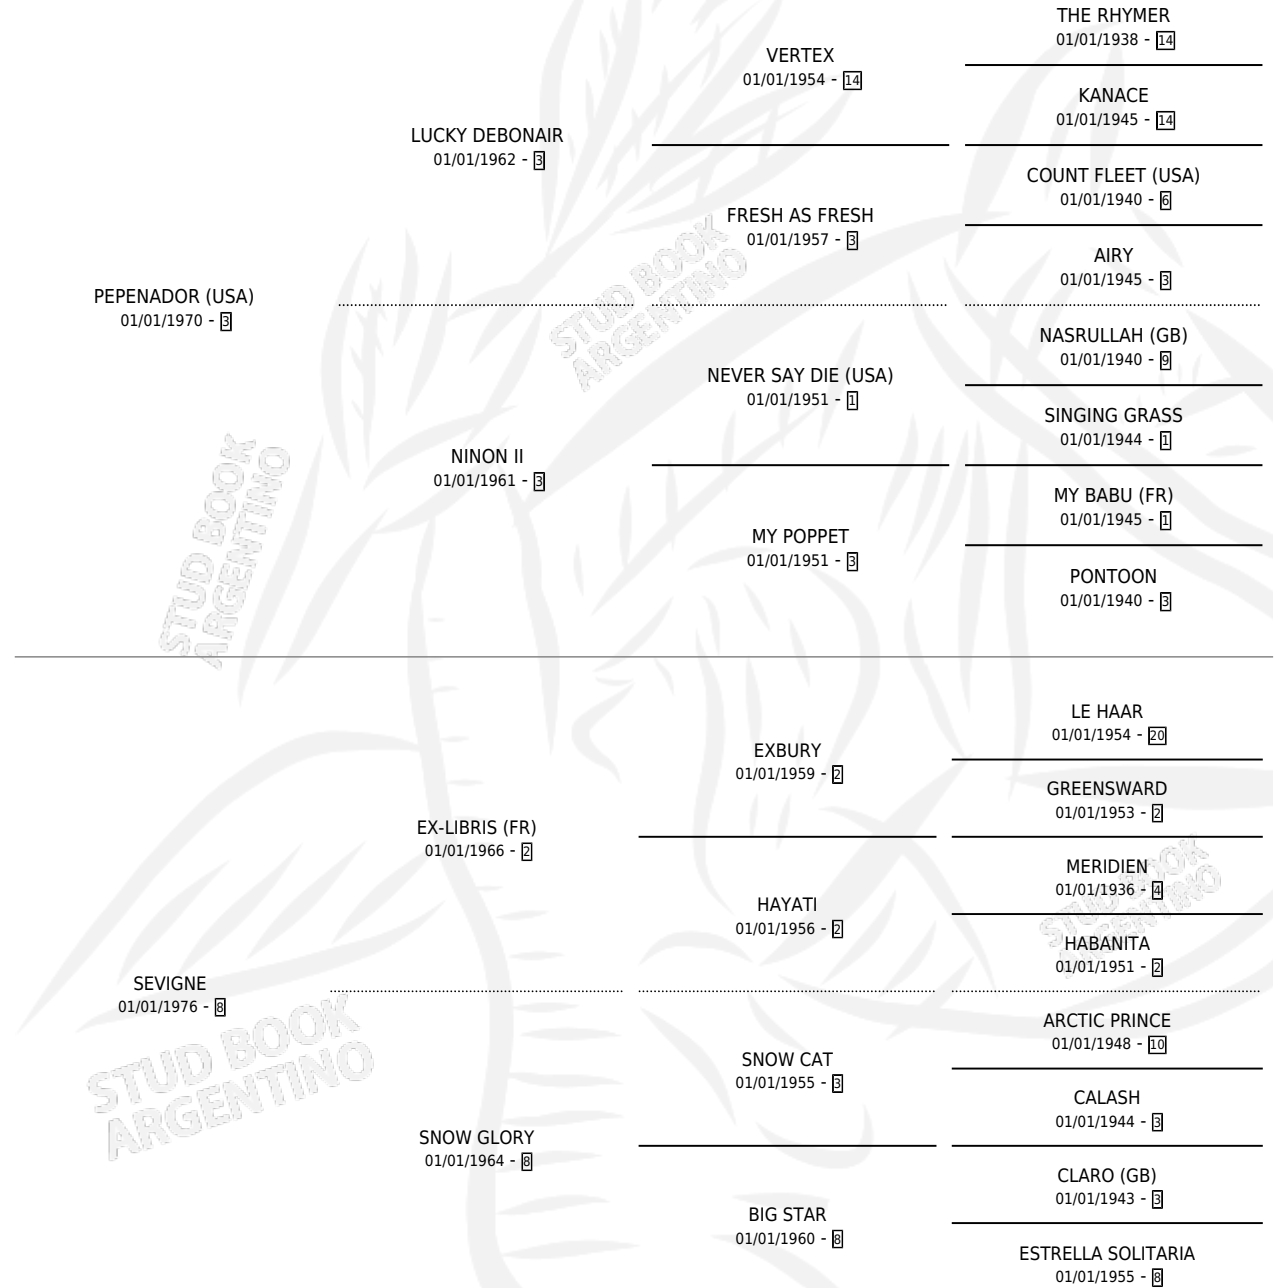 THE RHYMER
01/01/1938 - 14
VERTEX
01/01/1954 - 14
KANACE
01/01/1945 - 14
LUCKY DEBONAIR
01/01/1962 - 3
COUNT FLEET (USA)
01/01/1940 - 6
FRESH AS FRESH
01/01/1957 - 3
AIRY
01/01/1945 - 3
PEPENADOR (USA)
01/01/1970 - 3
NASRULLAH (GB)
01/01/1940 - 9
NEVER SAY DIE (USA)
01/01/1951 - 1
SINGING GRASS
01/01/1944 - 1
NINON II
01/01/1961 - 3
MY BABU (FR)
01/01/1945 - 1
MY POPPET
01/01/1951 - 3
PONTOON
01/01/1940 - 3
LE HAAR
01/01/1954 - 20
EXBURY
01/01/1959 - 2
GREENSWARD
01/01/1953 - 2
EX-LIBRIS (FR)
01/01/1966 - 2
MERIDIEN
01/01/1936 - 4
HAYATI
01/01/1956 - 2
HABANITA
01/01/1951 - 2
SEVIGNE
01/01/1976 - 8
ARCTIC PRINCE
01/01/1948 - 10
SNOW CAT
01/01/1955 - 3
CALASH
01/01/1944 - 3
SNOW GLORY
01/01/1964 - 8
CLARO (GB)
01/01/1943 - 3
BIG STAR
01/01/1960 - 8
ESTRELLA SOLITARIA
01/01/1955 - 8
STUD BOOK
ARGENTINO
STUD BOOK
ARGENTINO
STUD BOOK
ARGENTINO
STUD BOOK
ARGENTINO